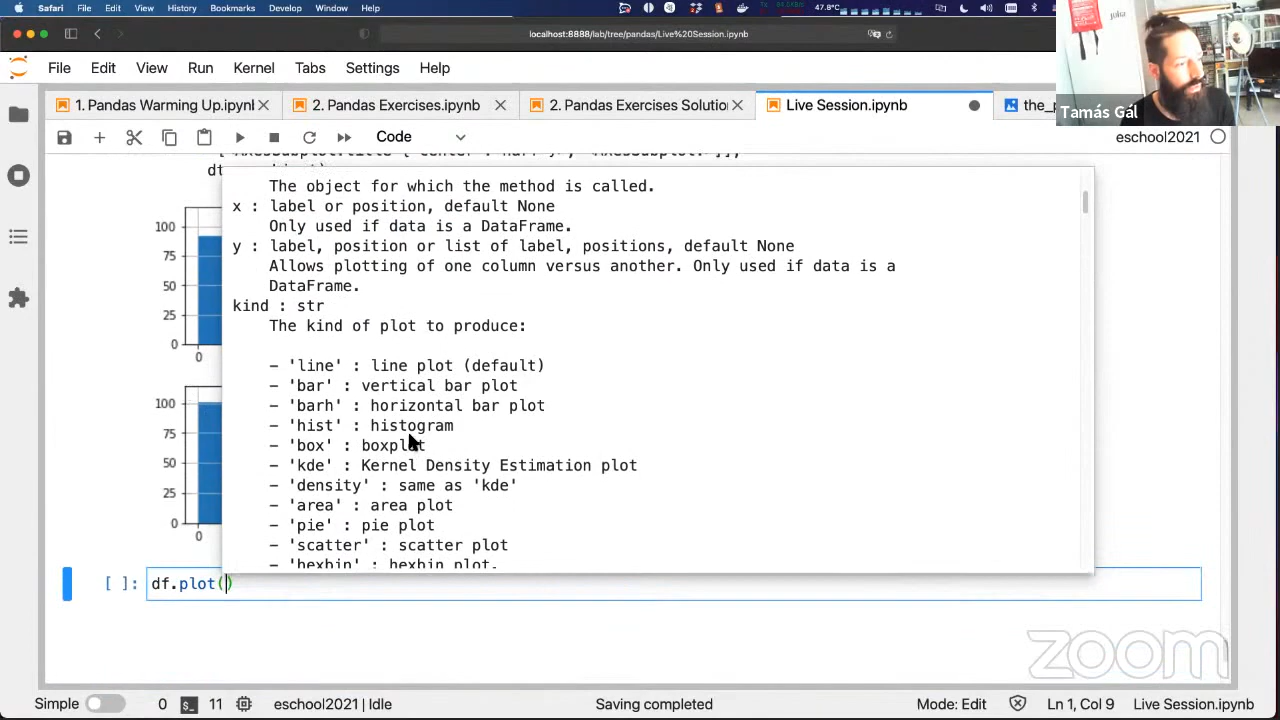 Safari File Edit View History Bookmarks Develop Window Help 47.8°C
localhost:8888/lab/tree/pandas/Live%20Session.ipynb
File Edit View Run Kernel Tabs Settings Help
Tamás Gál
1. Pandas Warming Up.ipynl 2. Pandas Exercises.ipynb 2. Pandas Exercises Solutio Live Session.ipynb the_p
Code eschool2021
The object for which the method is called.
x : label or position, default None
Only used if data is a DataFrame.
y : label, position or list of label, positions, default None
Allows plotting of one column versus another. Only used if data is a
DataFrame.
kind : str
The kind of plot to produce:
- 'line' : line plot (default)
- 'bar' : vertical bar plot
- 'barh' : horizontal bar plot
- 'hist' : histogram
- 'box' : boxplot
- 'kde' : Kernel Density Estimation plot
- 'density' : same as 'kde'
- 'area' : area plot
- 'pie' : pie plot
- 'scatter' : scatter plot
- 'hexbin' : hexbin plot.
100
75
50
25
0
0
100
75
50
25
0
0
[ ]: df.plot()
zoom
Simple 0 11 eschool2021 | Idle Saving completed Mode: Edit Ln 1, Col 9 Live Session.ipynb